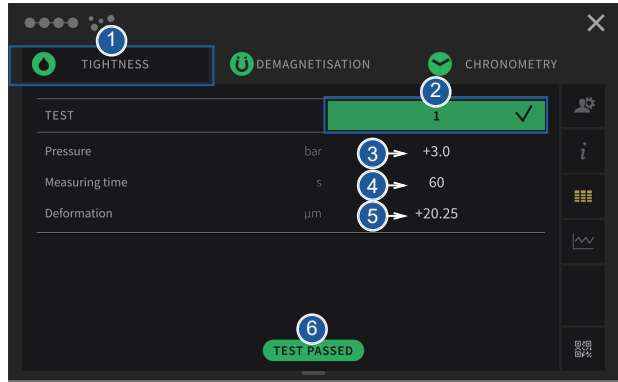 1
TIGHTNESS
DEMAGNETISATION
CHRONOMETRY
2
TEST
1
Pressure bar 3 +3.0
Measuring time s 4 60
Deformation µm 5 +20.25
6
TEST PASSED